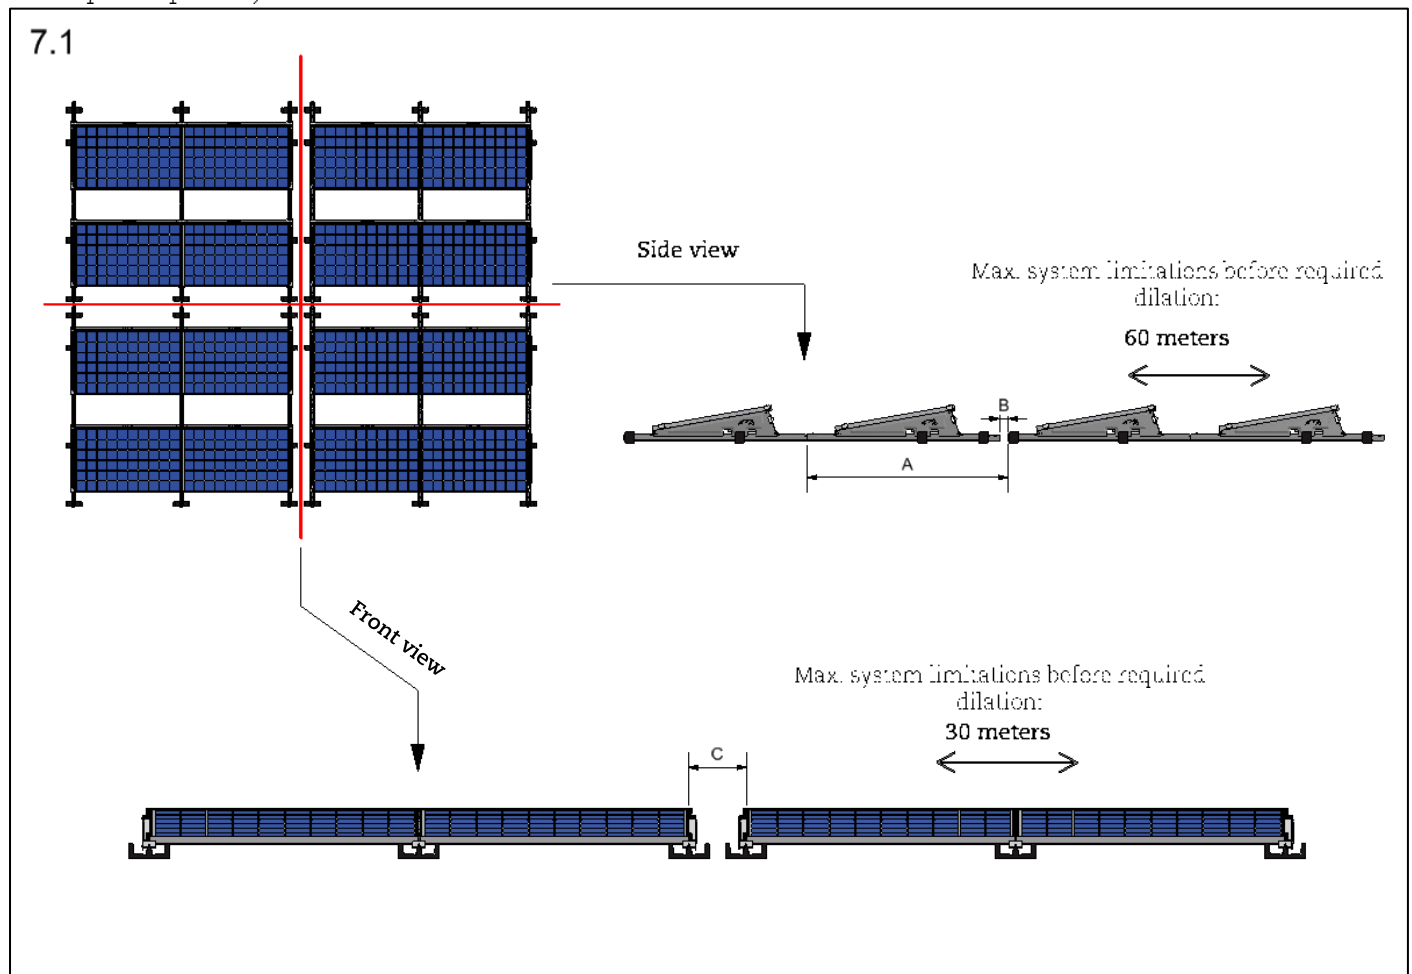 7.1
Side view
Max. system limitations before required
dilation:
60 meters
B
A
Front view
Max. system limitations before required
dilation:
30 meters
C